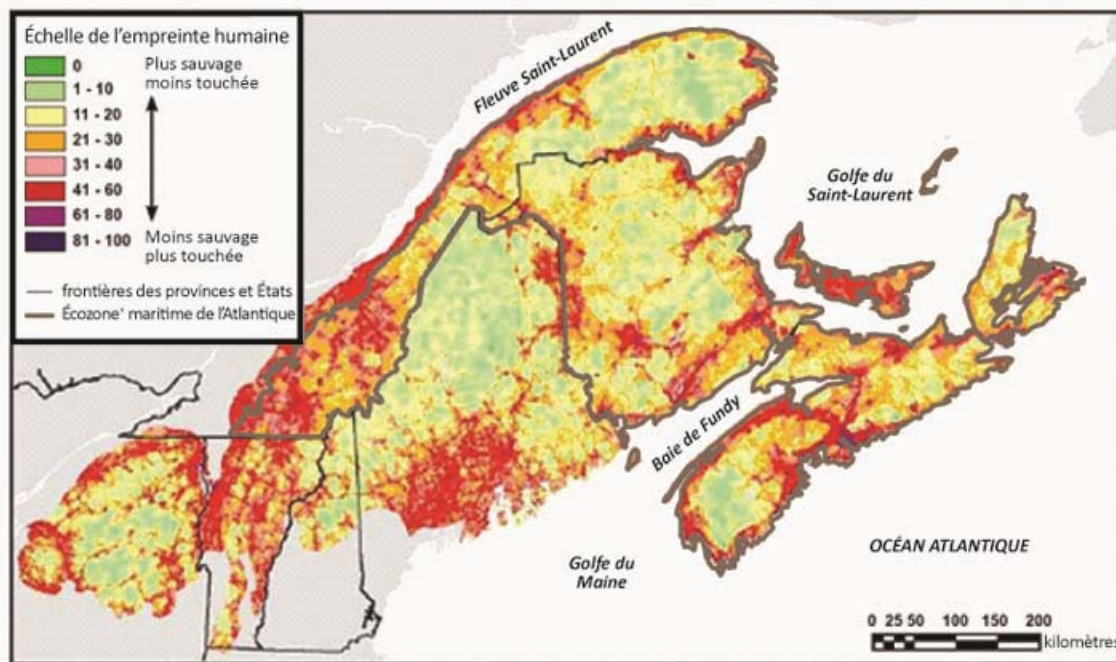 Échelle de l'empreinte humaine
0
1 - 10
11 - 20
21 - 30
31 - 40
41 - 60
61 - 80
81 - 100
Plus sauvage
moins touchée
Moins sauvage
plus touchée
frontières des provinces et États
Écozone⁺ maritime de l'Atlantique
Fleuve Saint-Laurent
Golfe du
Saint-Laurent
Baie de Fundy
Golfe du
Maine
OCÉAN ATLANTIQUE
0 25 50 100 150 200
kilomètres